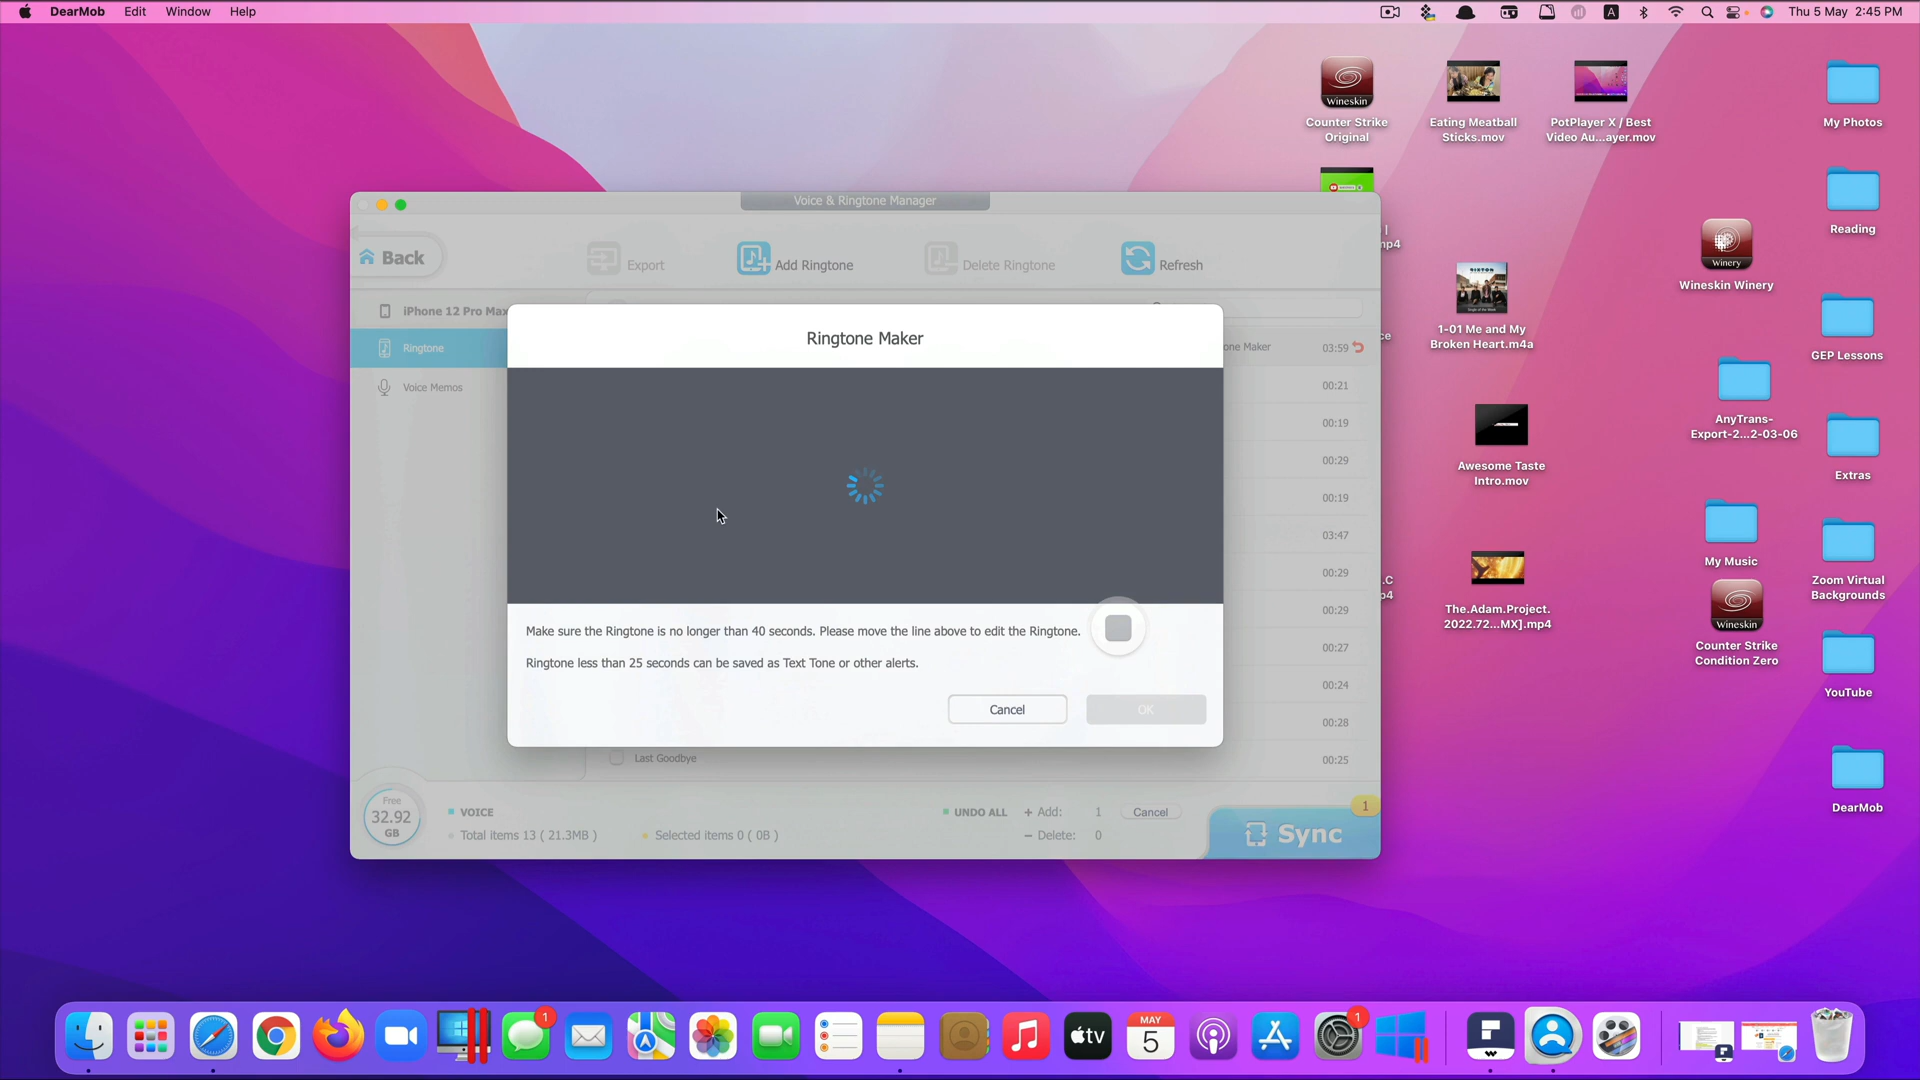 DearMob Edit Window Help
A
Thu 5 May 2:45 PM
Wineskin
Counter Strike
Original
Eating Meatball
Sticks.mov
PotPlayer X / Best
Video Au...ayer.mov
My Photos
Reading
Winery
Wineskin Winery
1-01 Me and My
Broken Heart.m4a
GEP Lessons
AnyTrans-
Export-2...2-03-06
Awesome Taste
Intro.mov
Extras
My Music
Zoom Virtual
Backgrounds
The.Adam.Project.
2022.72...MX].mp4
Wineskin
Counter Strike
Condition Zero
YouTube
DearMob
Voice & Ringtone Manager
Back
Export
Add Ringtone
Delete Ringtone
Refresh
iPhone 12 Pro Max
Ringtone
Voice Memos
Ringtone Maker
one Maker 03:59
00:21
00:19
00:29
00:19
03:47
00:29
00:29
00:27
00:24
00:28
Make sure the Ringtone is no longer than 40 seconds. Please move the line above to edit the Ringtone.
Ringtone less than 25 seconds can be saved as Text Tone or other alerts.
Cancel OK
Last Goodbye 00:25
Free
32.92
GB
VOICE
Total items 13 ( 21.3MB ) Selected items 0 ( 0B )
UNDO ALL + Add: 1 Cancel
− Delete: 0
1
Sync
1
tv
MAY
5
1